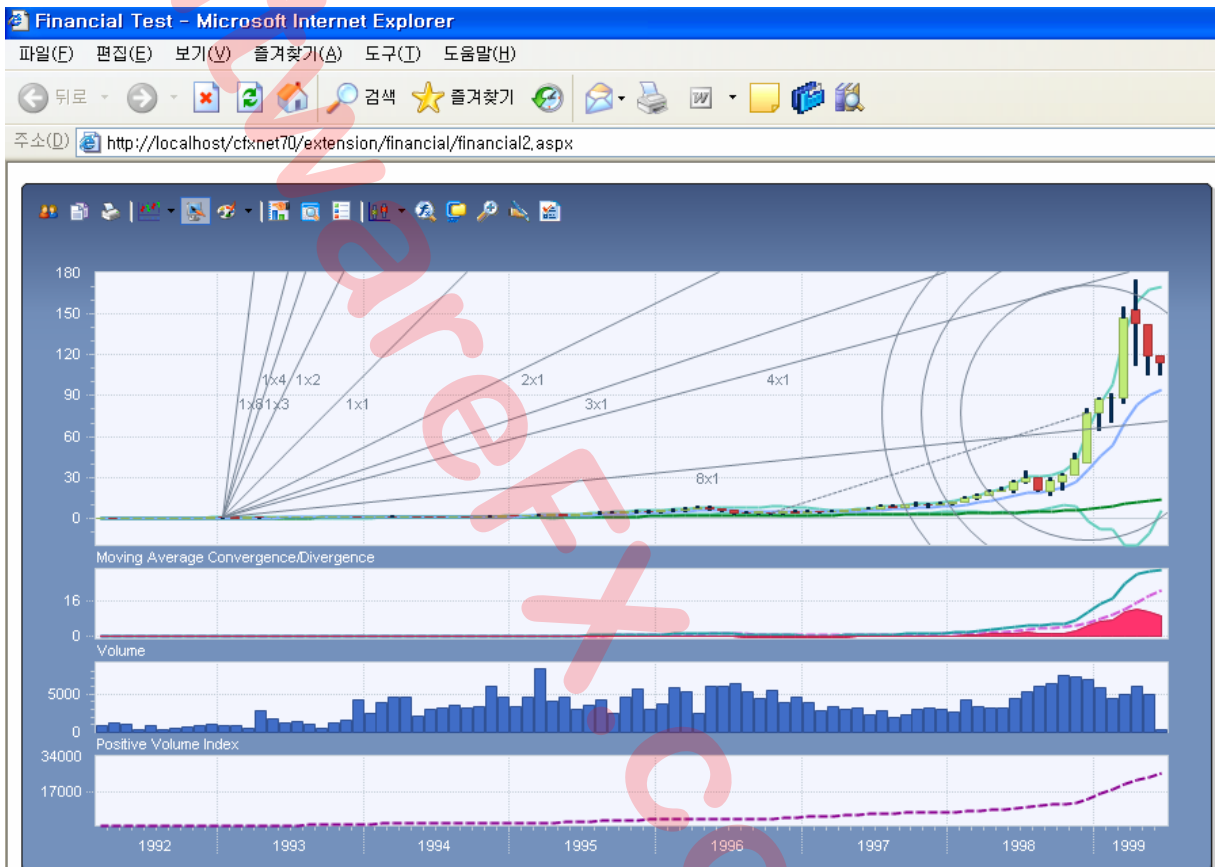 Financial Test - Microsoft Internet Explorer
파일(F) 편집(E) 보기(V) 즐겨찾기(A) 도구(T) 도움말(H)
뒤로 검색 즐겨찾기
주소(D) http://localhost/cfxnet70/extension/financial/financial2.aspx
180
150
120
90
60
30
0
1x4 1x2 2x1 4x1
1x8 1x3 1x1 3x1
8x1
Moving Average Convergence/Divergence
16
0
Volume
5000
0
Positive Volume Index
34000
17000
1992 1993 1994 1995 1996 1997 1998 1999